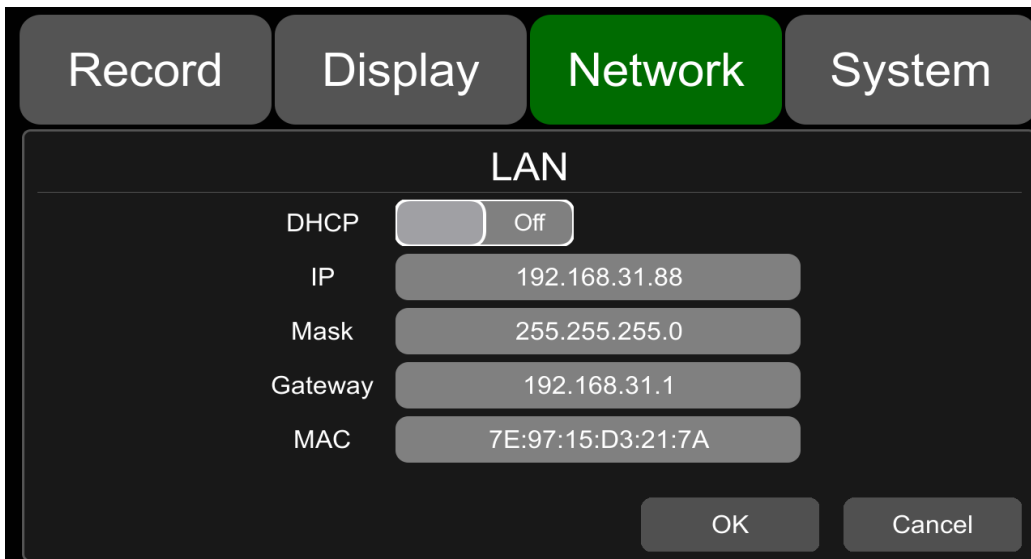 Record Display Network System
LAN
DHCP Off
IP 192.168.31.88
Mask 255.255.255.0
Gateway 192.168.31.1
MAC 7E:97:15:D3:21:7A
OK Cancel